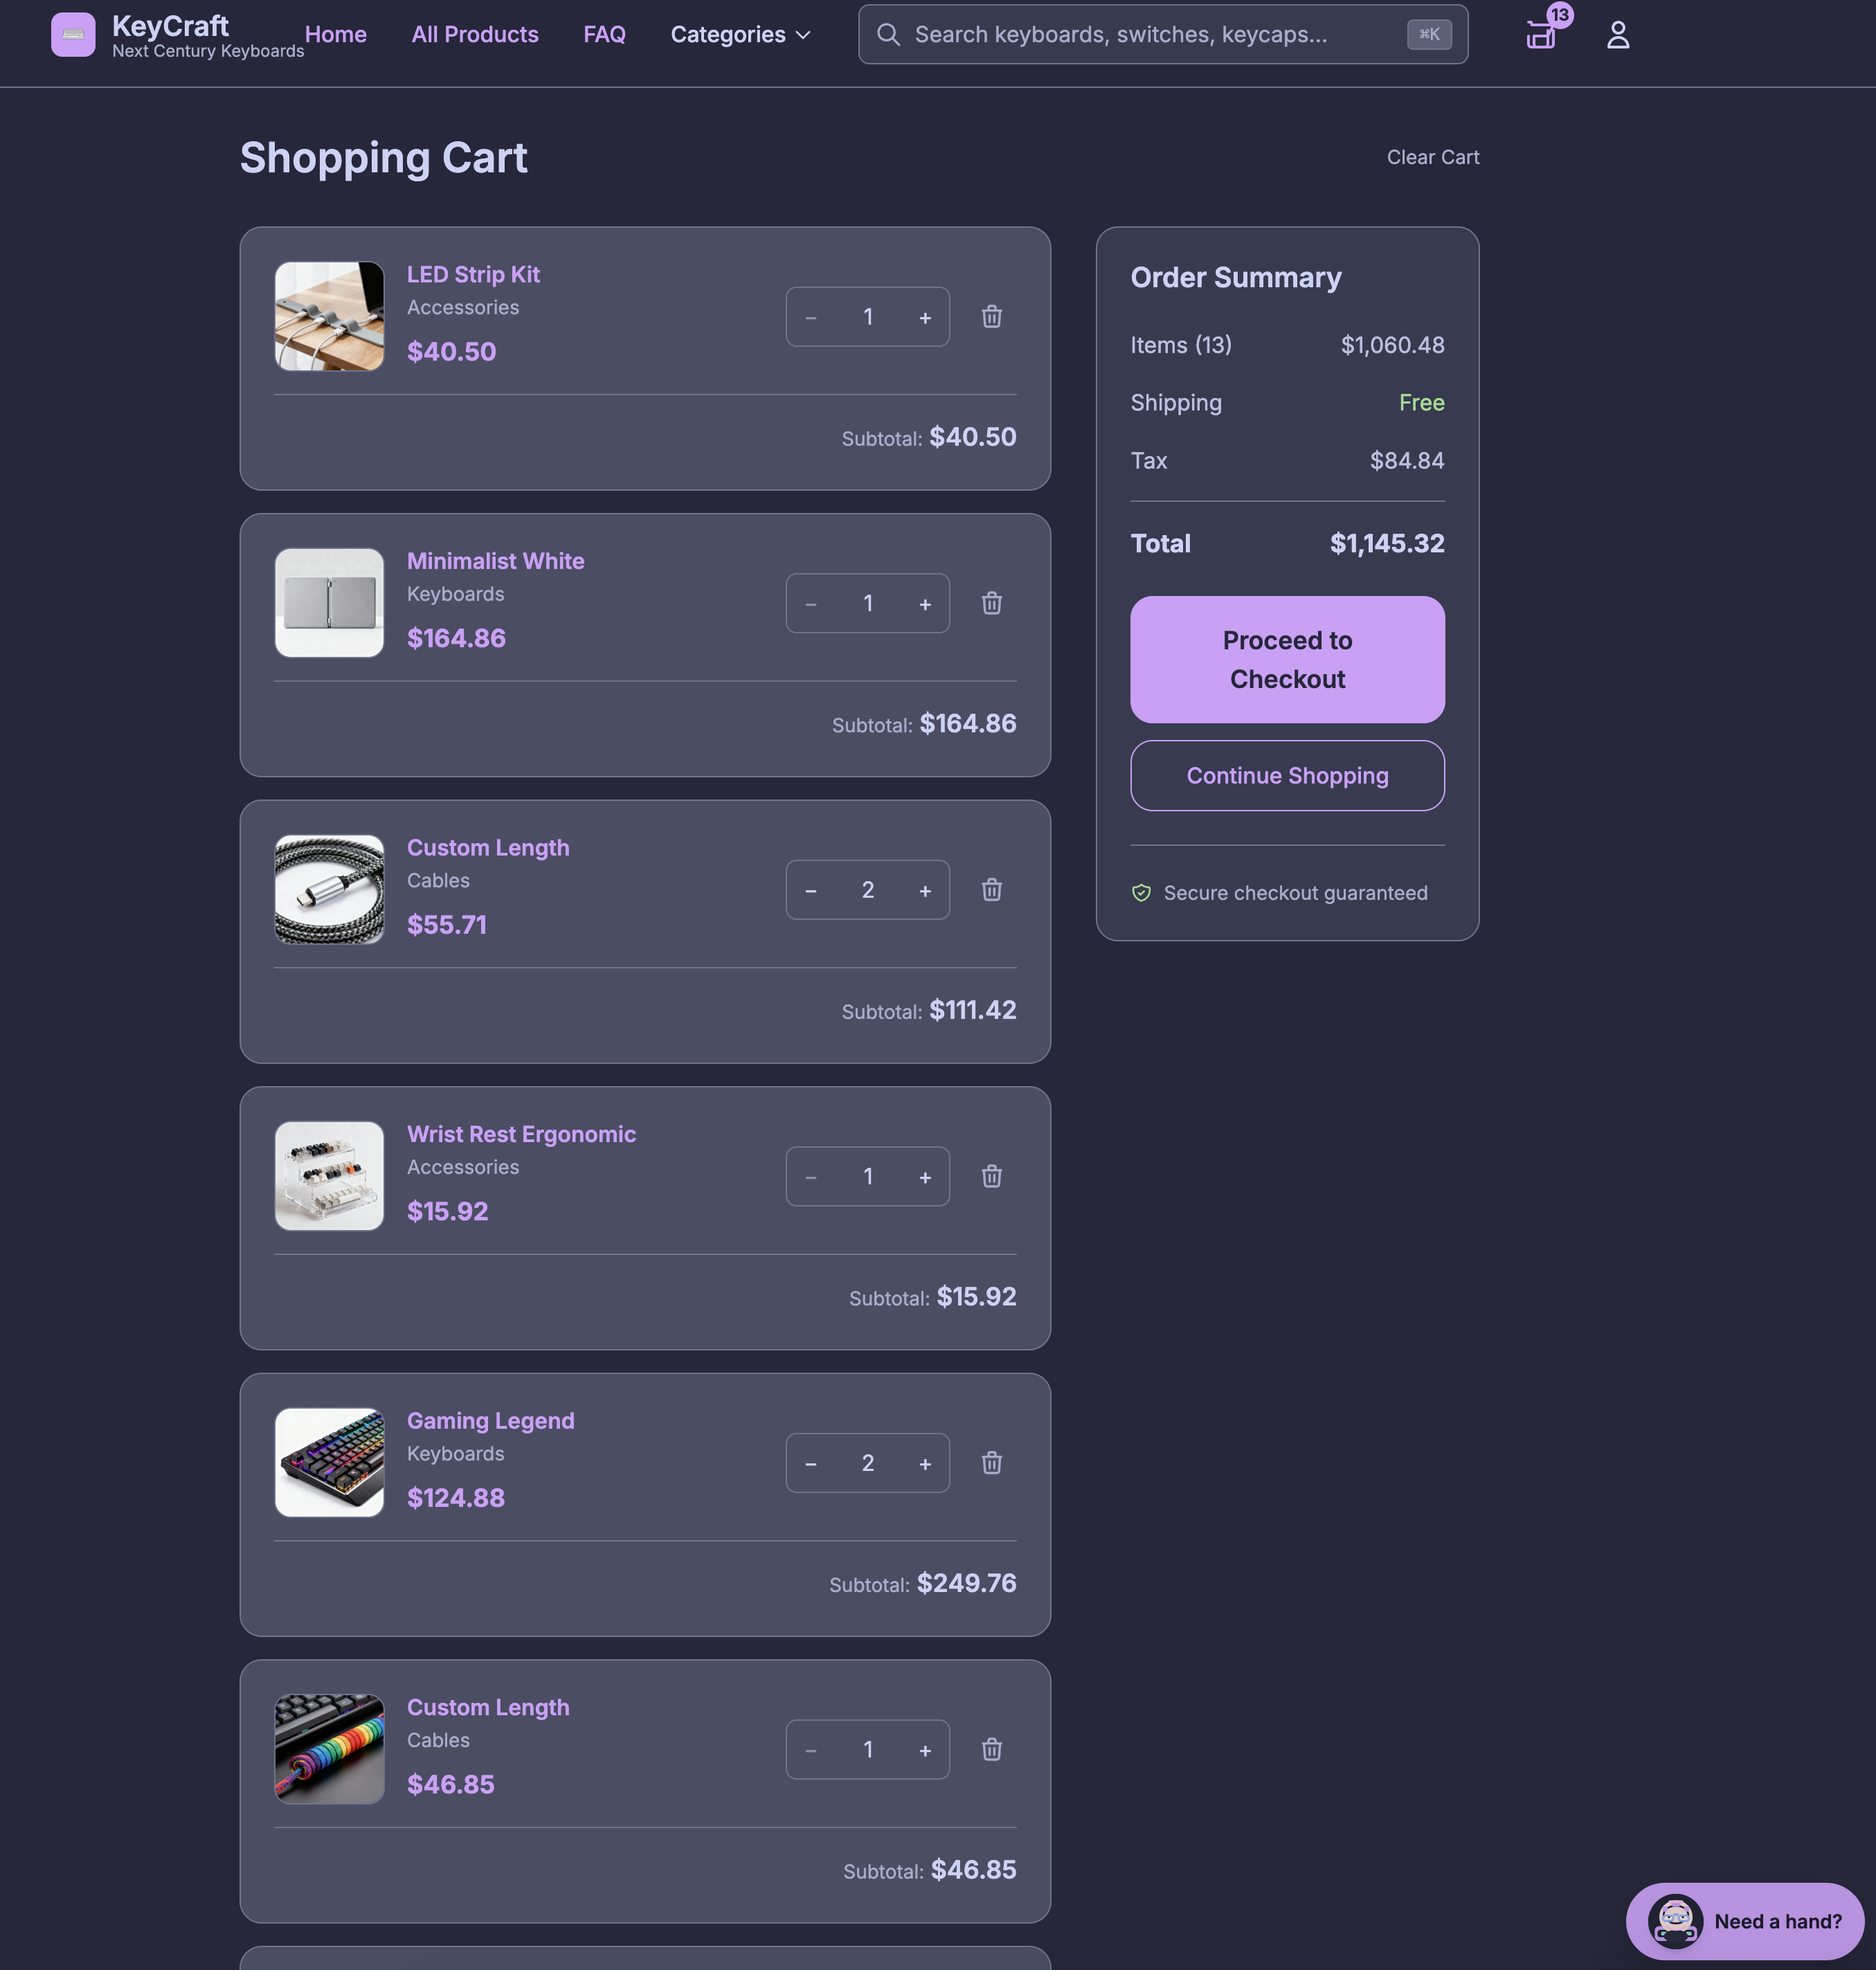 KeyCraft
Next Century Keyboards
Home
All Products
FAQ
Categories
Search keyboards, switches, keycaps...
⌘K
13
Shopping Cart
Clear Cart
LED Strip Kit
Accessories
$40.50
− 1 +
Subtotal: $40.50
Minimalist White
Keyboards
$164.86
− 1 +
Subtotal: $164.86
Custom Length
Cables
$55.71
− 2 +
Subtotal: $111.42
Wrist Rest Ergonomic
Accessories
$15.92
− 1 +
Subtotal: $15.92
Gaming Legend
Keyboards
$124.88
− 2 +
Subtotal: $249.76
Custom Length
Cables
$46.85
− 1 +
Subtotal: $46.85
Order Summary
Items (13) $1,060.48
Shipping Free
Tax $84.84
Total $1,145.32
Proceed to
Checkout
Continue Shopping
Secure checkout guaranteed
Need a hand?